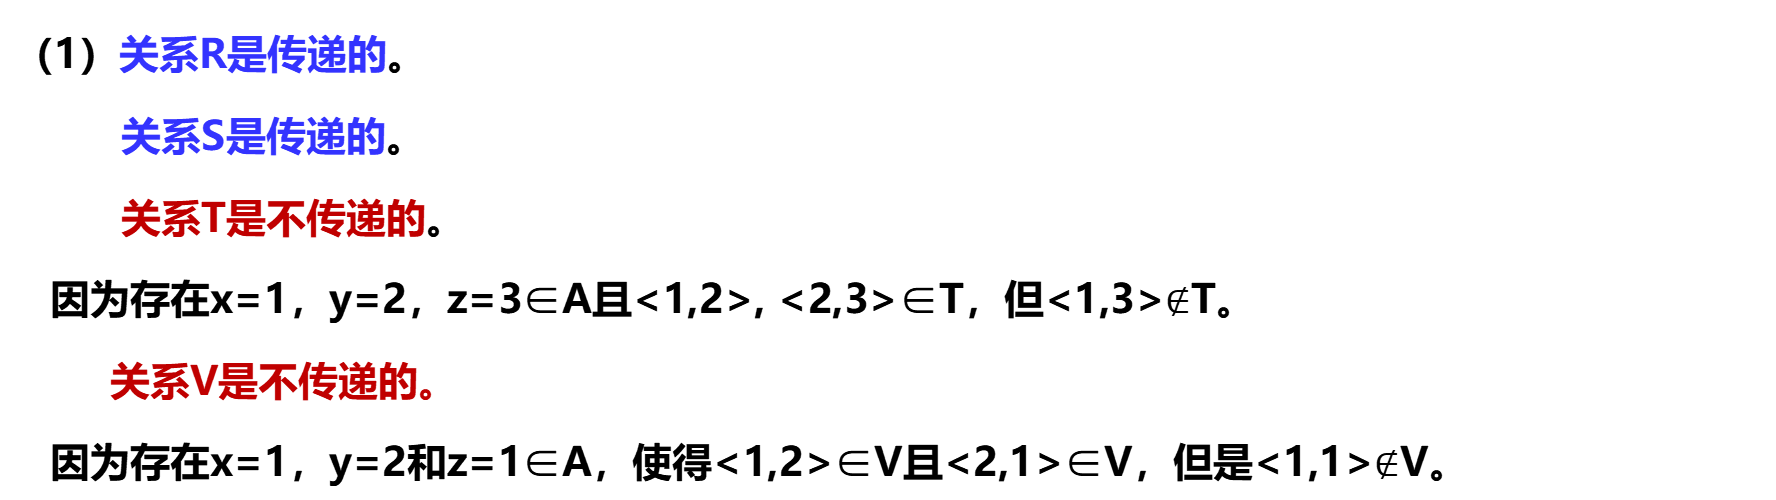 (1) 关系R是传递的。
关系S是传递的。
关系T是不传递的。
因为存在x=1，y=2，z=3∈A且<1,2>, <2,3>∈T，但<1,3>∉T。
关系V是不传递的。
因为存在x=1，y=2和z=1∈A，使得<1,2>∈V且<2,1>∈V，但是<1,1>∉V。